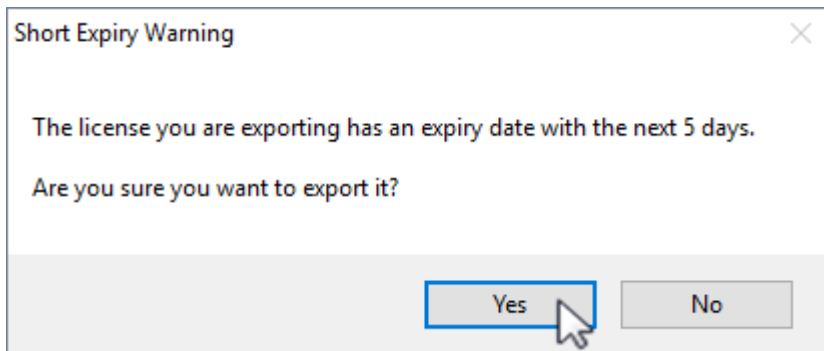 Short Expiry Warning
The license you are exporting has an expiry date with the next 5 days.
Are you sure you want to export it?
Yes
No